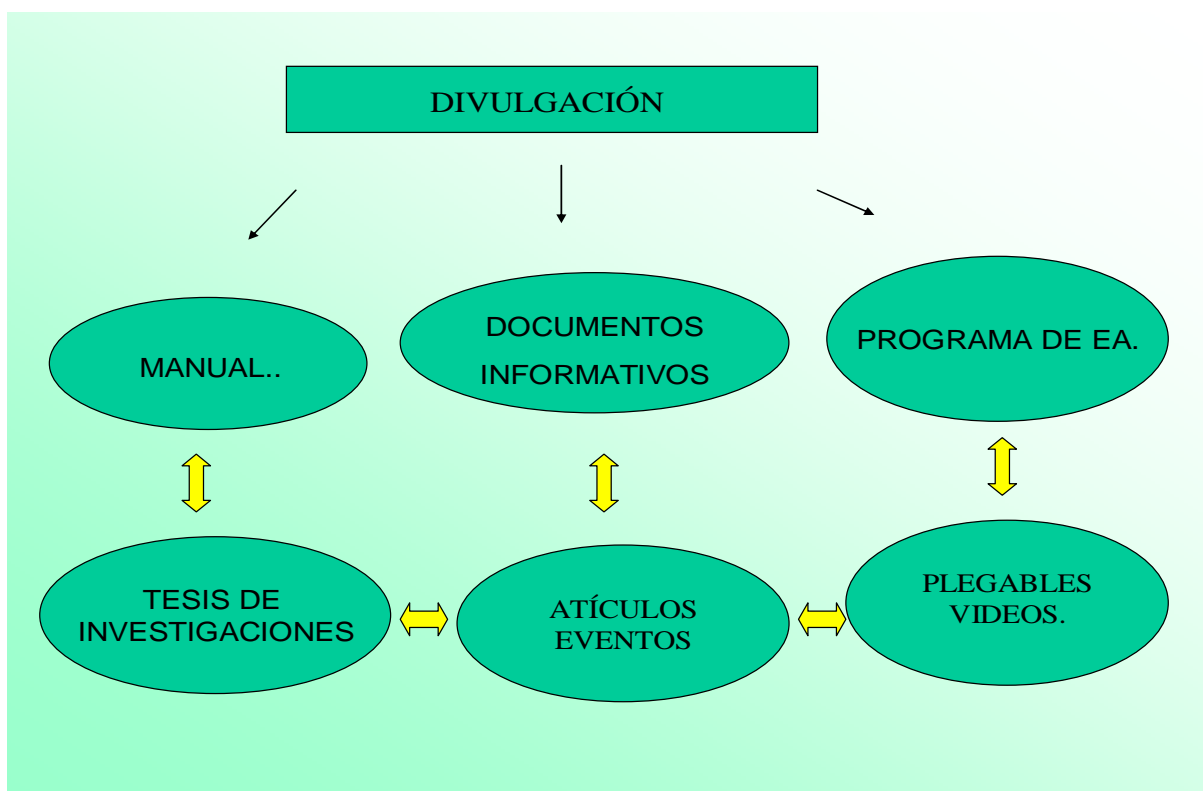 DIVULGACIÓN
MANUAL..
DOCUMENTOS
INFORMATIVOS
PROGRAMA DE EA.
TESIS DE
INVESTIGACIONES
ATÍCULOS
EVENTOS
PLEGABLES
VIDEOS.